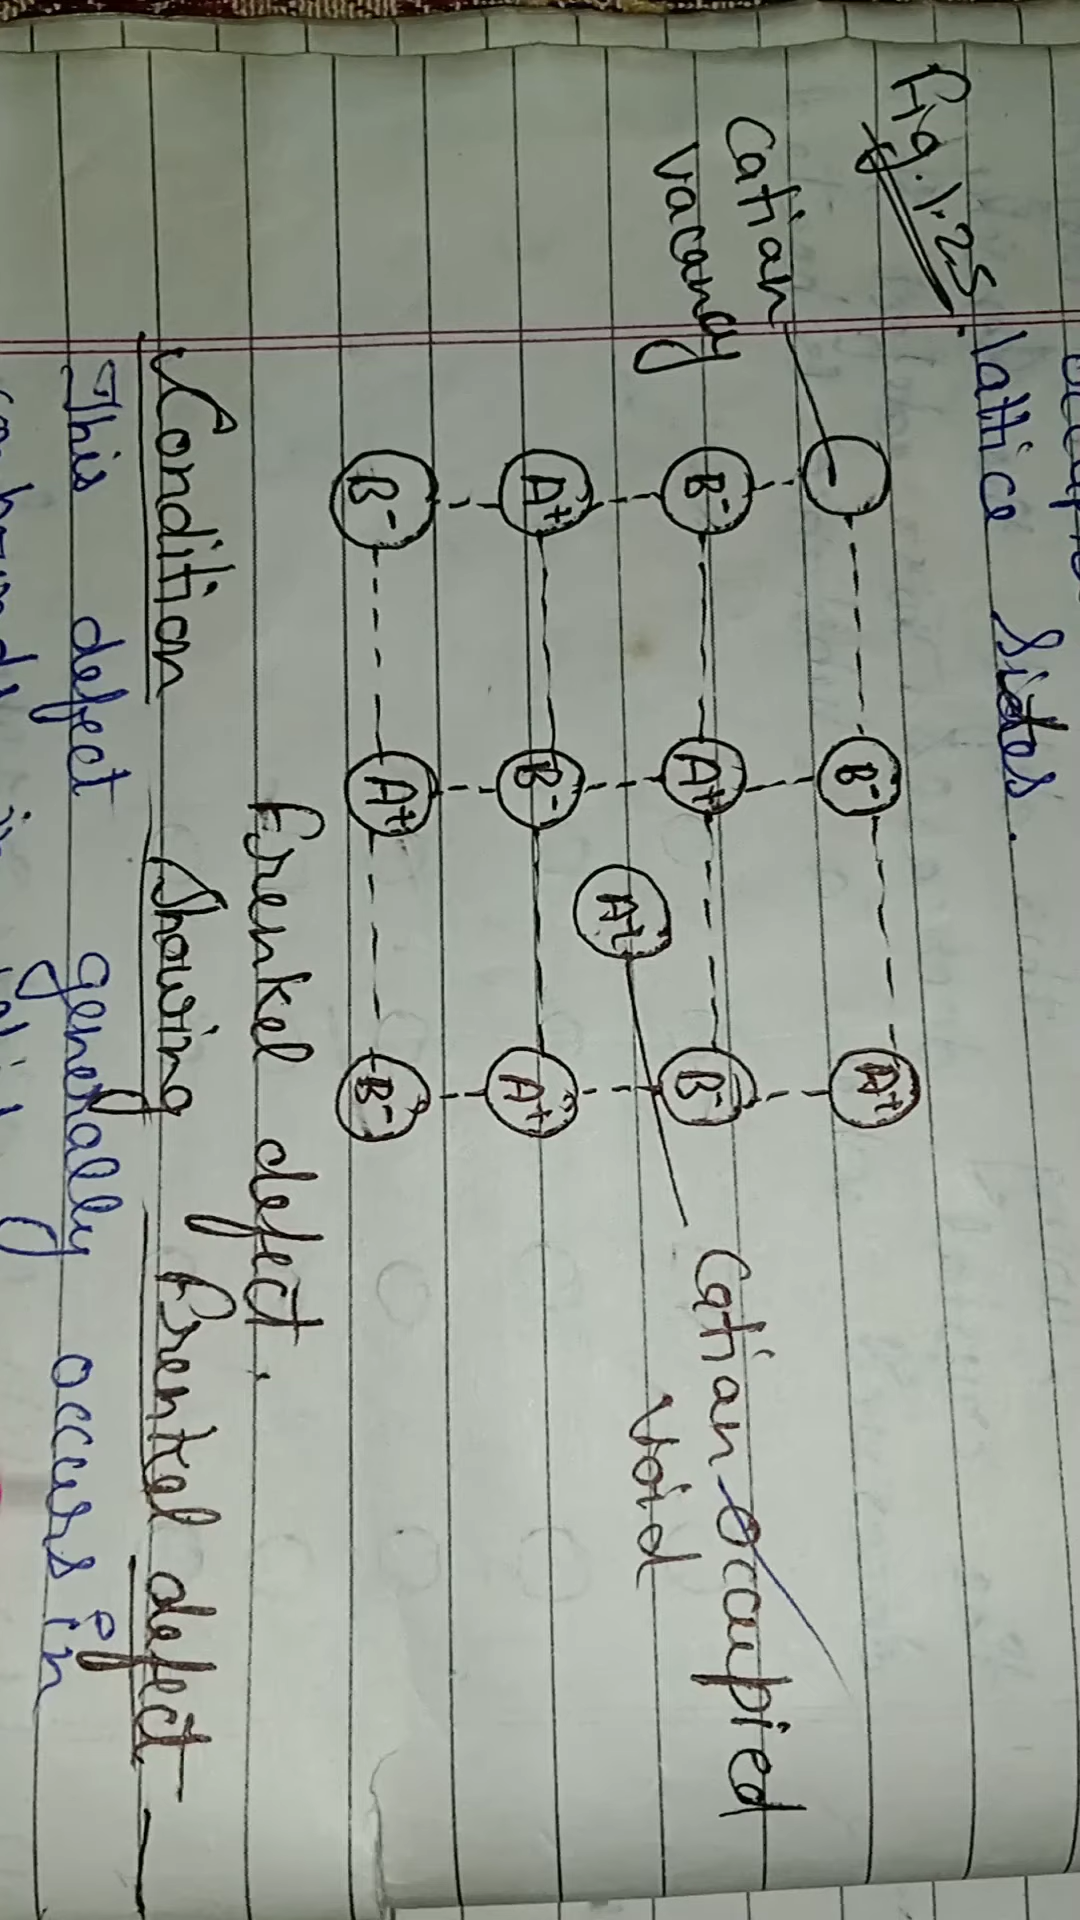 lattice sites.
Fig. 1.25
Cation
vacancy
B- A+
B- A+ B-
A+
A+ B- A+
B- A+ B-
Cation Occupied
void
Frenkel defect.
Condition Showing Frenkel defect
This defect generally occurs in